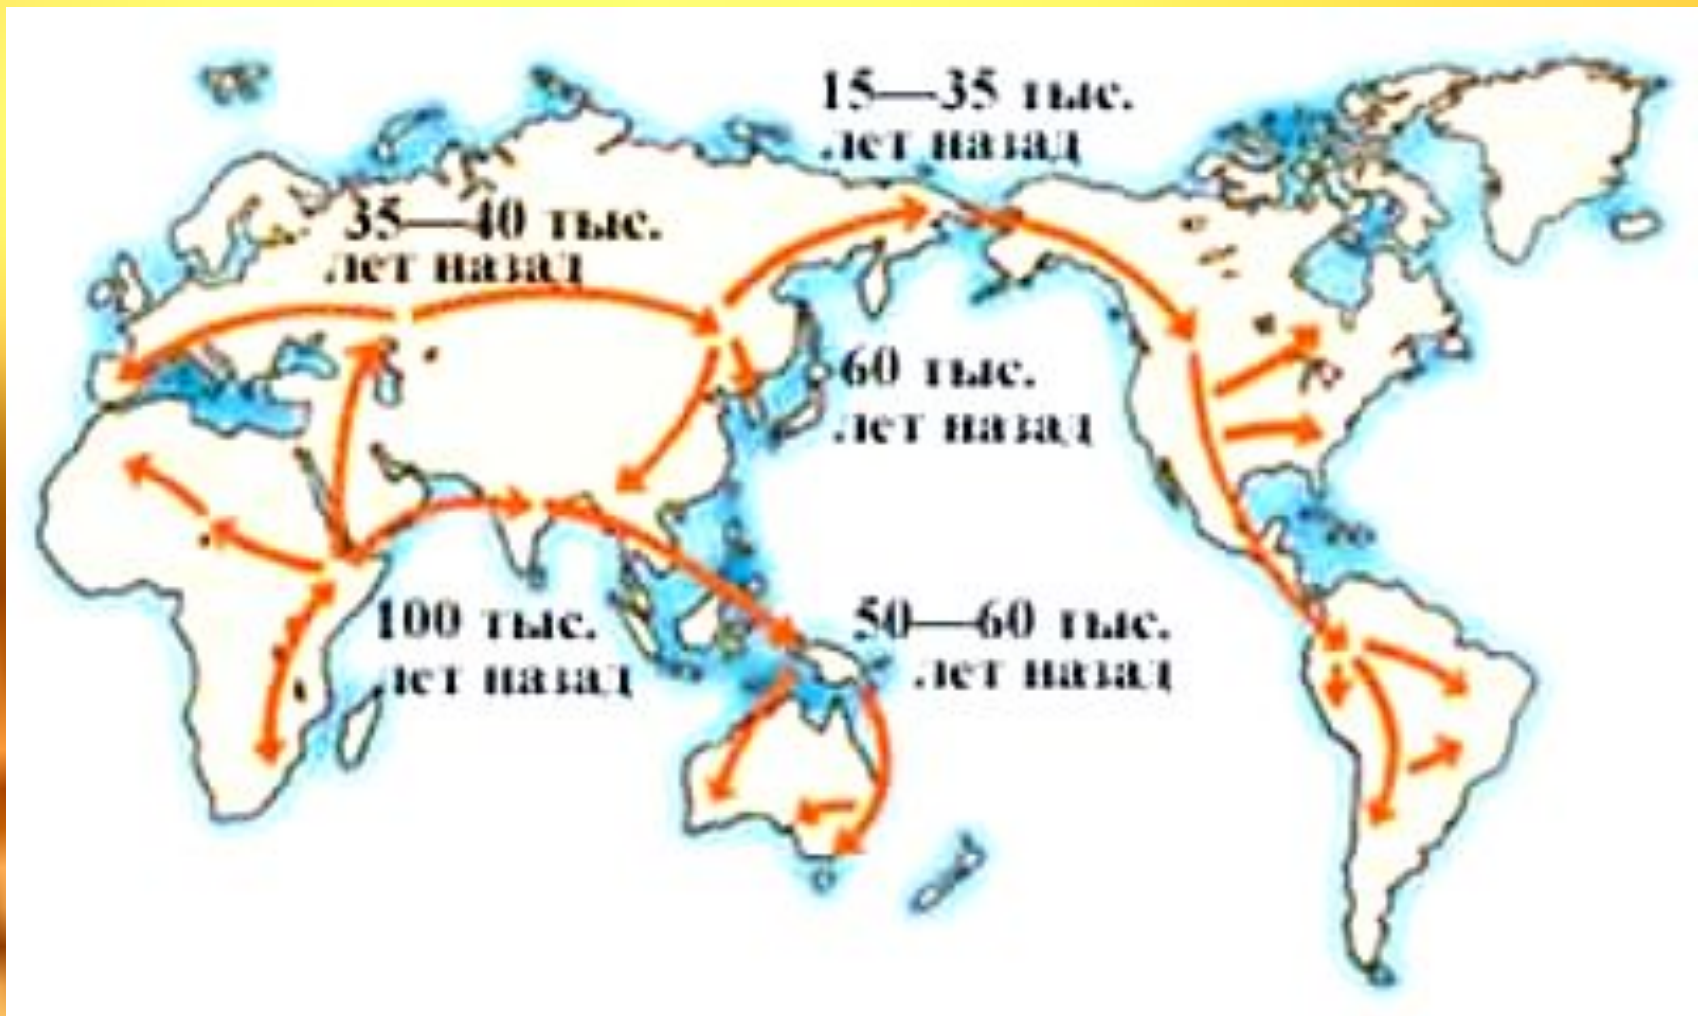 15—35 тыс.
лет назад
35—40 тыс.
лет назад
60 тыс.
лет назад
100 тыс.
лет назад
50—60 тыс.
лет назад